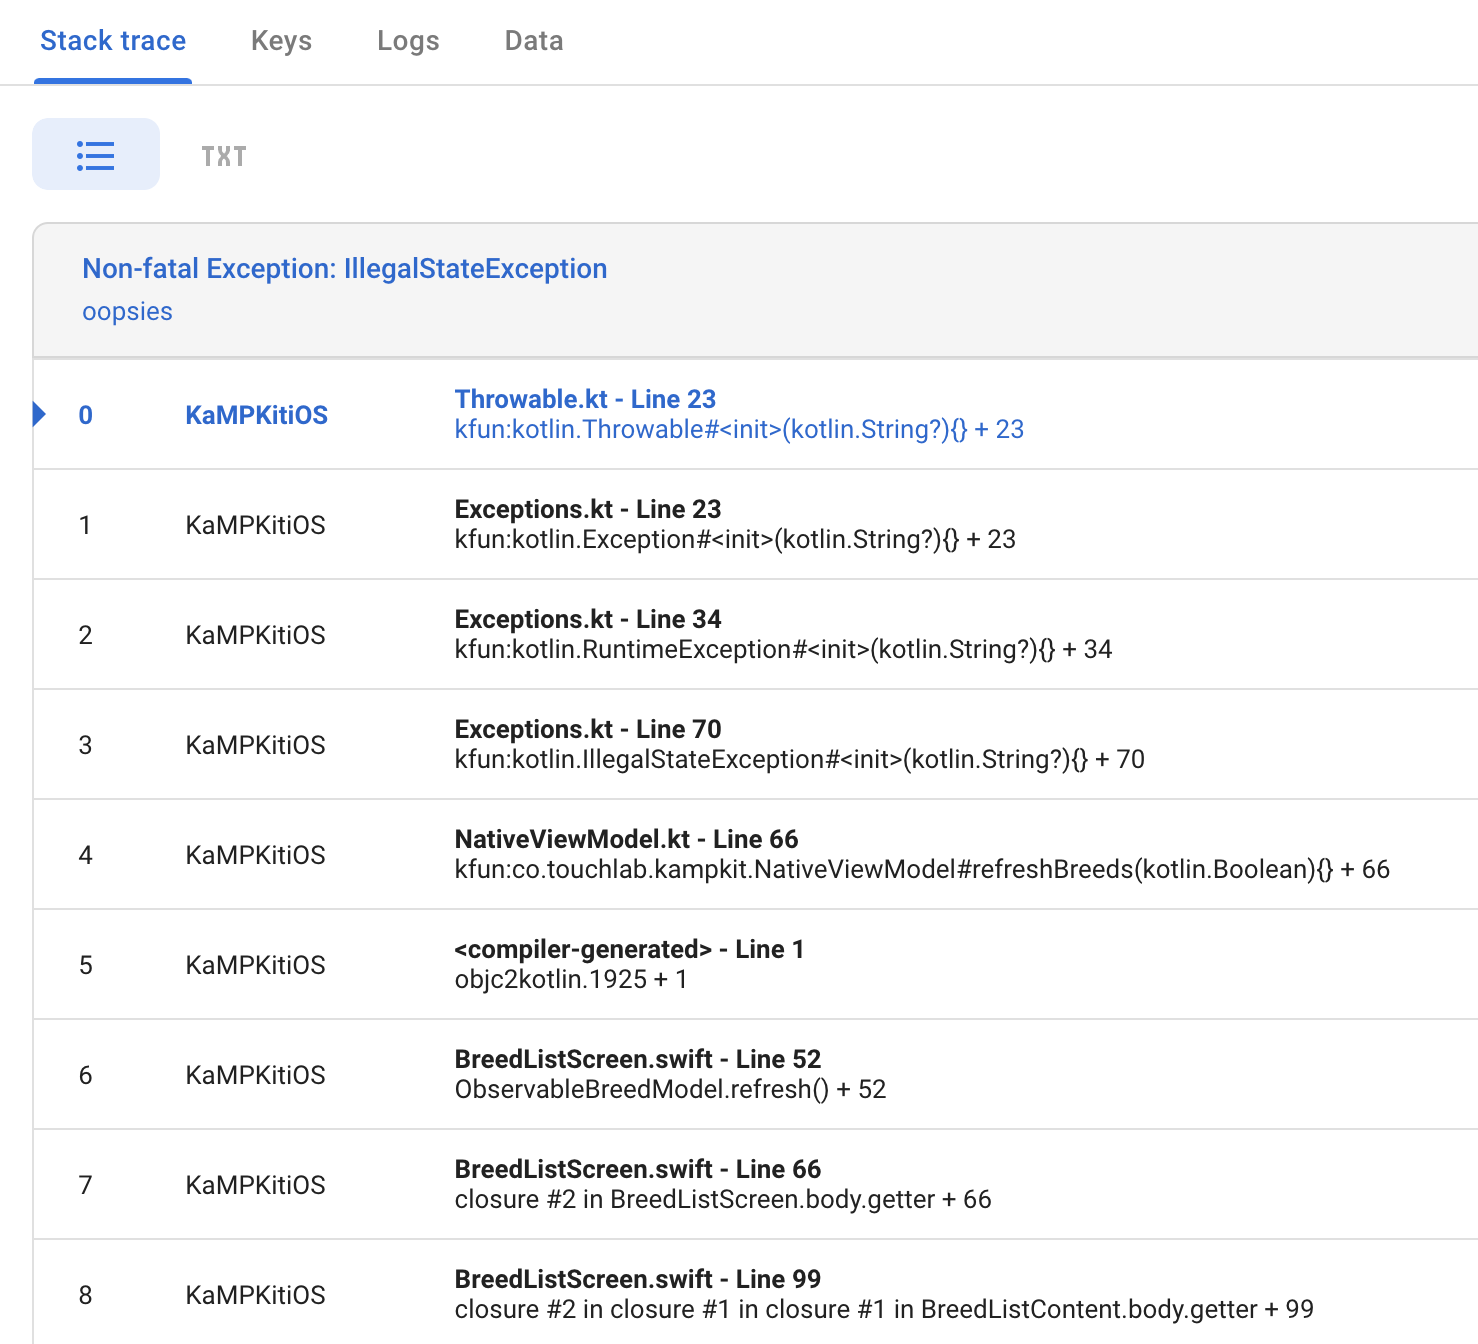 Stack trace Keys Logs Data
TXT
Non-fatal Exception: IllegalStateException
oopsies
0 KaMPKitiOS Throwable.kt - Line 23
kfun:kotlin.Throwable#<init>(kotlin.String?){} + 23
1 KaMPKitiOS Exceptions.kt - Line 23
kfun:kotlin.Exception#<init>(kotlin.String?){} + 23
2 KaMPKitiOS Exceptions.kt - Line 34
kfun:kotlin.RuntimeException#<init>(kotlin.String?){} + 34
3 KaMPKitiOS Exceptions.kt - Line 70
kfun:kotlin.IllegalStateException#<init>(kotlin.String?){} + 70
4 KaMPKitiOS NativeViewModel.kt - Line 66
kfun:co.touchlab.kampkit.NativeViewModel#refreshBreeds(kotlin.Boolean){} + 66
5 KaMPKitiOS <compiler-generated> - Line 1
objc2kotlin.1925 + 1
6 KaMPKitiOS BreedListScreen.swift - Line 52
ObservableBreedModel.refresh() + 52
7 KaMPKitiOS BreedListScreen.swift - Line 66
closure #2 in BreedListScreen.body.getter + 66
8 KaMPKitiOS BreedListScreen.swift - Line 99
closure #2 in closure #1 in closure #1 in BreedListContent.body.getter + 99